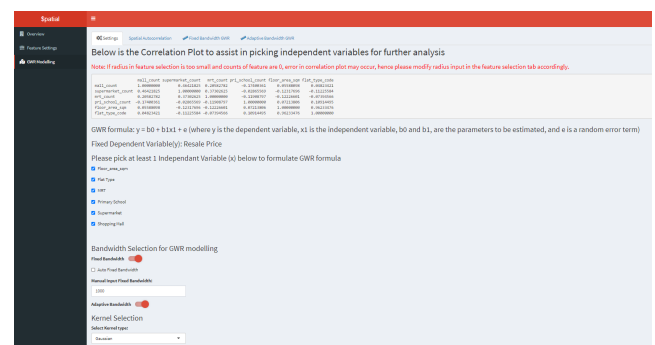 Spatial
Overview
Feature Settings
GWR Modelling
Settings Spatial Autocorrelation Fixed Bandwidth GWR Adaptive Bandwidth GWR
Below is the Correlation Plot to assist in picking independent variables for further analysis
Note: If radius in feature selection is too small and counts of feature are 0, error in correlation plot may occur, hence please modify radius input in the feature selection tab accordingly.
mall_count supermarket_count mrt_count pri_school_count floor_area_sqm flat_type_code
mall_count
supermarket_count
mrt_count
pri_school_count
floor_area_sqm
flat_type_code
GWR formula: y = b0 + b1x1 + e (where y is the dependent variable, x1 is the independent variable, b0 and b1, are the parameters to be estimated, and e is a random error term)
Fixed Dependent Variable(y): Resale Price
Please pick at least 1 Independant Variable (x) below to formulate GWR formula
Floor_area_sqm
Flat Type
MRT
Primary School
Supermarket
Shopping Mall
Bandwidth Selection for GWR modelling
Fixed Bandwidth
Auto Fixed Bandwidth
Manual Input Fixed Bandwidth:
1000
Adaptive Bandwidth
Kernel Selection
Select Kernel type:
Gaussian